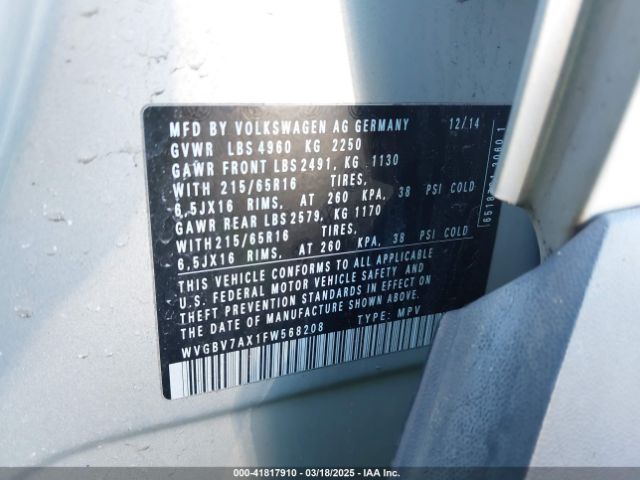 MFD BY VOLKSWAGEN AG GERMANY 12/14
GVWR LBS 4960 KG 2250
GAWR FRONT LBS 2491, KG 1130
WITH 215/65R16 TIRES,
6,5JX16 RIMS, AT 260 KPA, 38 PSI COLD
GAWR REAR LBS 2579, KG 1170
WITH 215/65R16 TIRES,
6,5JX16 RIMS, AT 260 KPA, 38 PSI COLD
THIS VEHICLE CONFORMS TO ALL APPLICABLE
U.S. FEDERAL MOTOR VEHICLE SAFETY AND
THEFT PREVENTION STANDARDS IN EFFECT ON
THE DATE OF MANUFACTURE SHOWN ABOVE.
WVGBV7AX1FW568208 TYPE: MPV
000-41817910 | 03/18/2025 | IAA Inc.